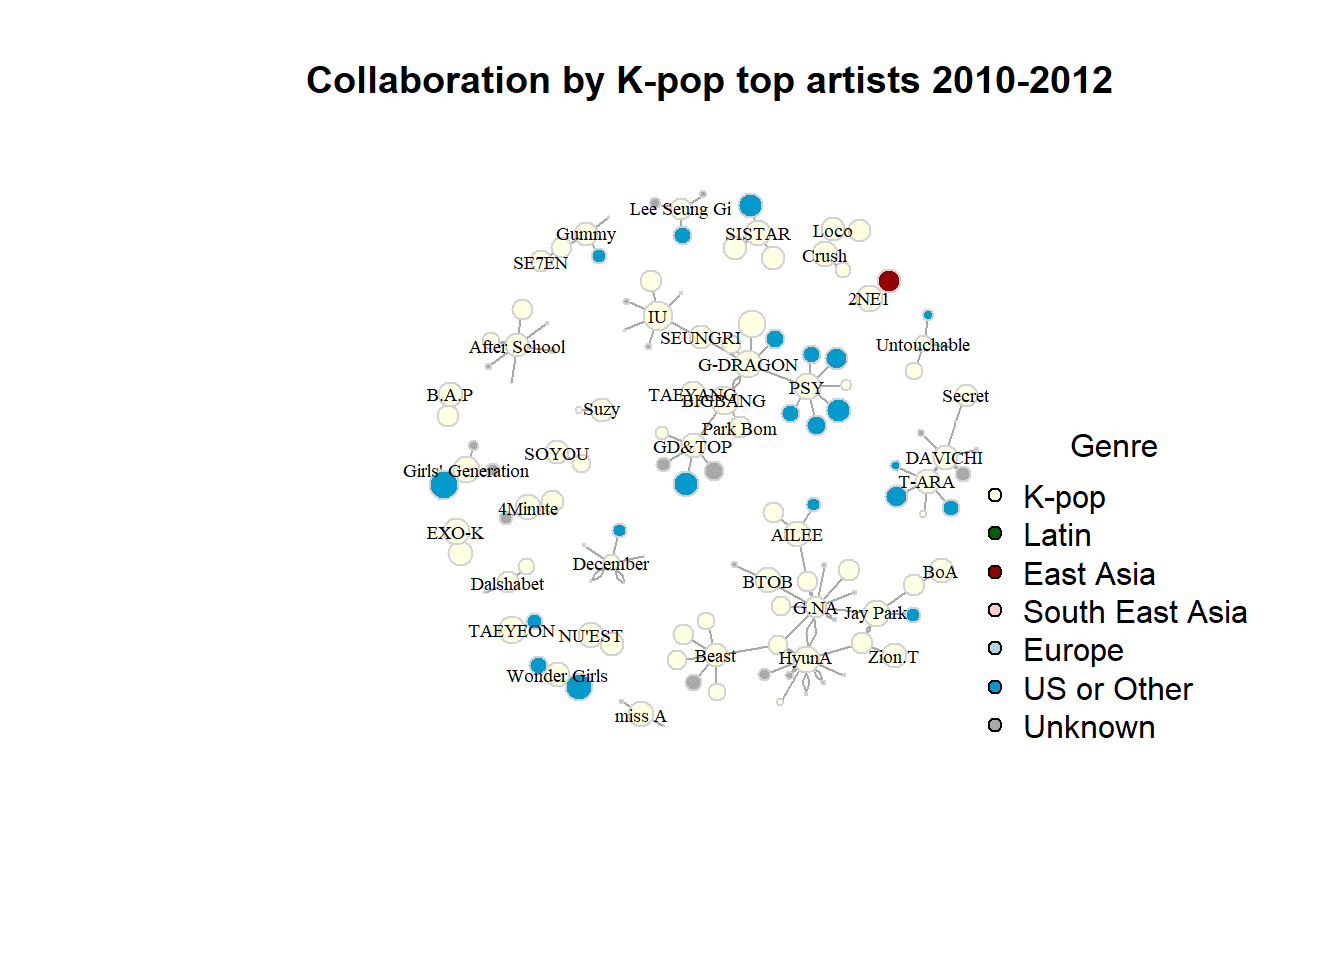 Collaboration by K-pop top artists 2010-2012
Lee Seung Gi
Gummy
SISTAR
Loco
SE7EN
Crush
2NE1
IU
SEUNGRI
After School
Untouchable
G-DRAGON
PSY
B.A.P
TAEYANG
BIGBANG
Secret
Suzy
Park Bom
GD&TOP
SOYOU
DAVICHI
Girls' Generation
T-ARA
4Minute
EXO-K
AILEE
December
BoA
Dalshabet
BTOB
G.NA
Jay Park
TAEYEON
NU'EST
Beast
HyunA
Zion.T
Wonder Girls
miss A
Genre
K-pop
Latin
East Asia
South East Asia
Europe
US or Other
Unknown